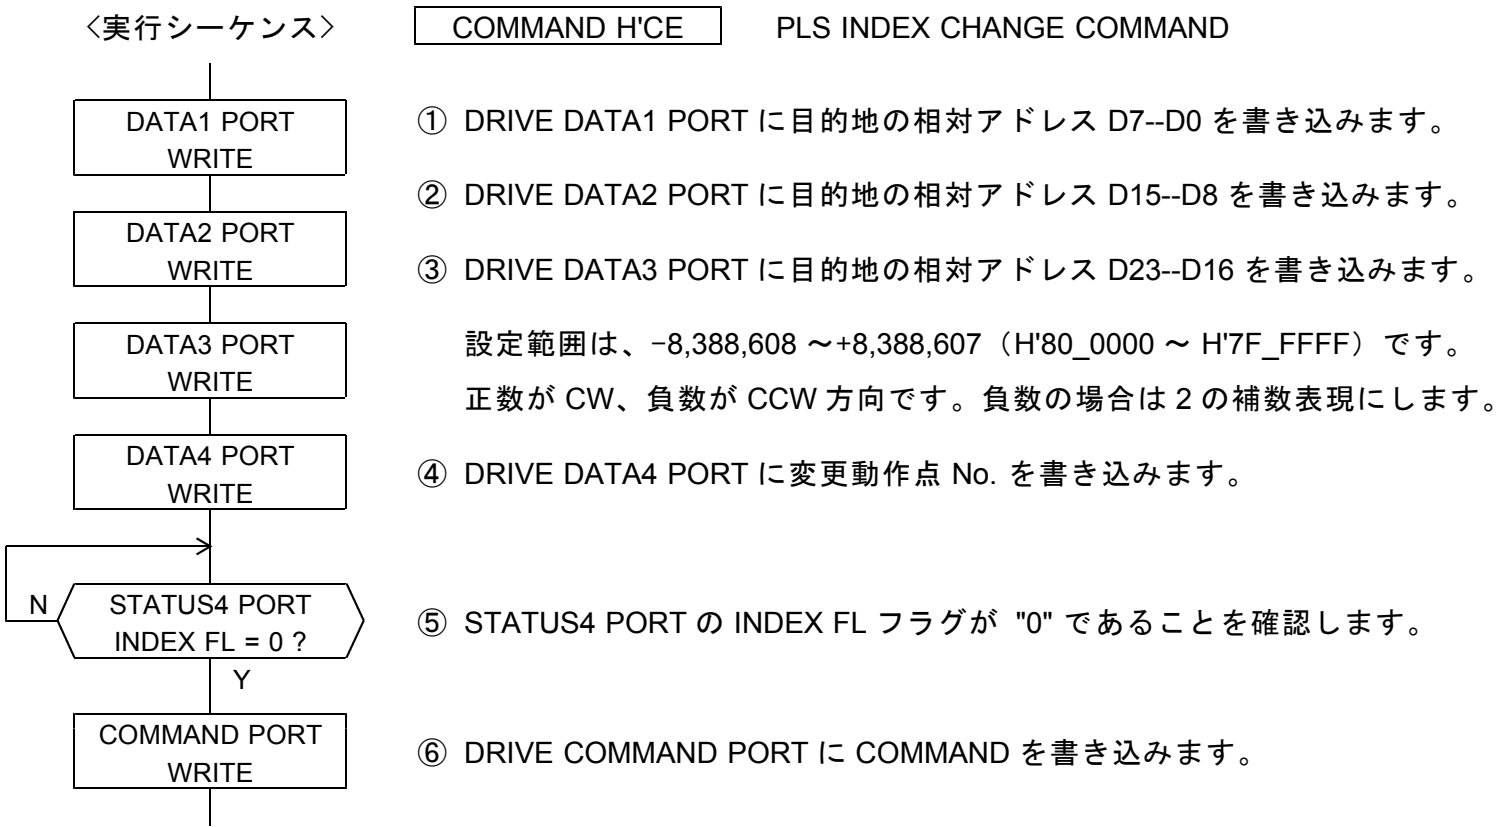 〈実行シーケンス〉 COMMAND H'CE PLS INDEX CHANGE COMMAND
DATA1 PORT
WRITE
① DRIVE DATA1 PORT に目的地の相対アドレス D7--D0 を書き込みます。
DATA2 PORT
WRITE
② DRIVE DATA2 PORT に目的地の相対アドレス D15--D8 を書き込みます。
DATA3 PORT
WRITE
③ DRIVE DATA3 PORT に目的地の相対アドレス D23--D16 を書き込みます。
設定範囲は、−8,388,608 ～+8,388,607（H'80_0000 ～ H'7F_FFFF）です。
正数が CW、負数が CCW 方向です。負数の場合は 2 の補数表現にします。
DATA4 PORT
WRITE
④ DRIVE DATA4 PORT に変更動作点 No. を書き込みます。
N
STATUS4 PORT
INDEX FL = 0 ?
Y
⑤ STATUS4 PORT の INDEX FL フラグが "0" であることを確認します。
COMMAND PORT
WRITE
⑥ DRIVE COMMAND PORT に COMMAND を書き込みます。